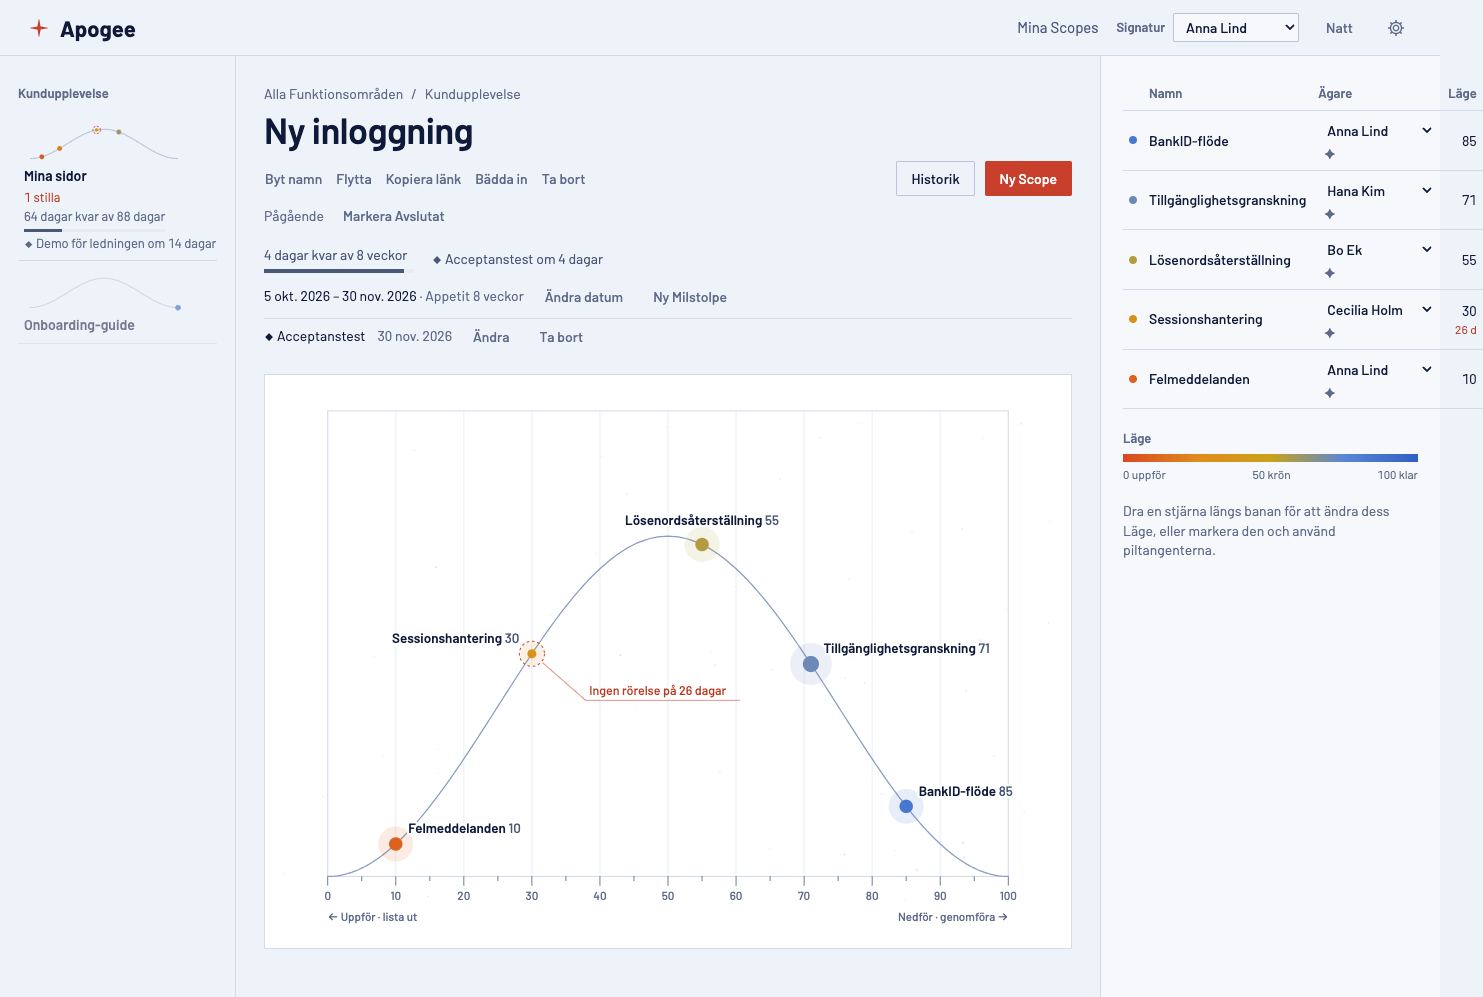 Apogee
Mina Scopes
Signatur
Anna Lind
Natt
Kundupplevelse
Mina sidor
1 stilla
64 dagar kvar av 88 dagar
◆ Demo för ledningen om 14 dagar
Onboarding-guide
Alla Funktionsområden / Kundupplevelse
Ny inloggning
Byt namn Flytta Kopiera länk Bädda in Ta bort
Historik
Ny Scope
Pågående Markera Avslutat
4 dagar kvar av 8 veckor
◆ Acceptanstest om 4 dagar
5 okt. 2026 – 30 nov. 2026 · Appetit 8 veckor Ändra datum Ny Milstolpe
◆ Acceptanstest 30 nov. 2026 Ändra Ta bort
Lösenordsåterställning 55
Sessionshantering 30
Tillgänglighetsgranskning 71
Ingen rörelse på 26 dagar
BankID-flöde 85
Felmeddelanden 10
0 10 20 30 40 50 60 70 80 90 100
← Uppför · lista ut
Nedför · genomföra →
Namn Ägare Läge
BankID-flöde Anna Lind 85
Tillgänglighetsgranskning Hana Kim 71
Lösenordsåterställning Bo Ek 55
Sessionshantering Cecilia Holm 30
26 d
Felmeddelanden Anna Lind 10
Läge
0 uppför 50 krön 100 klar
Dra en stjärna längs banan för att ändra dess
Läge, eller markera den och använd
piltangenterna.